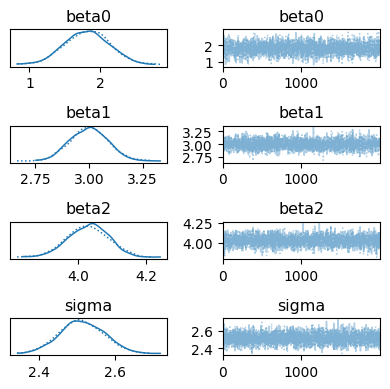 beta0 beta0
2
1
1 2 0 1000
beta1 beta1
3.25
3.00
2.75
2.75 3.00 3.25 0 1000
beta2 beta2
4.25
4.00
4.0 4.2 0 1000
sigma sigma
2.6
2.4
2.4 2.6 0 1000